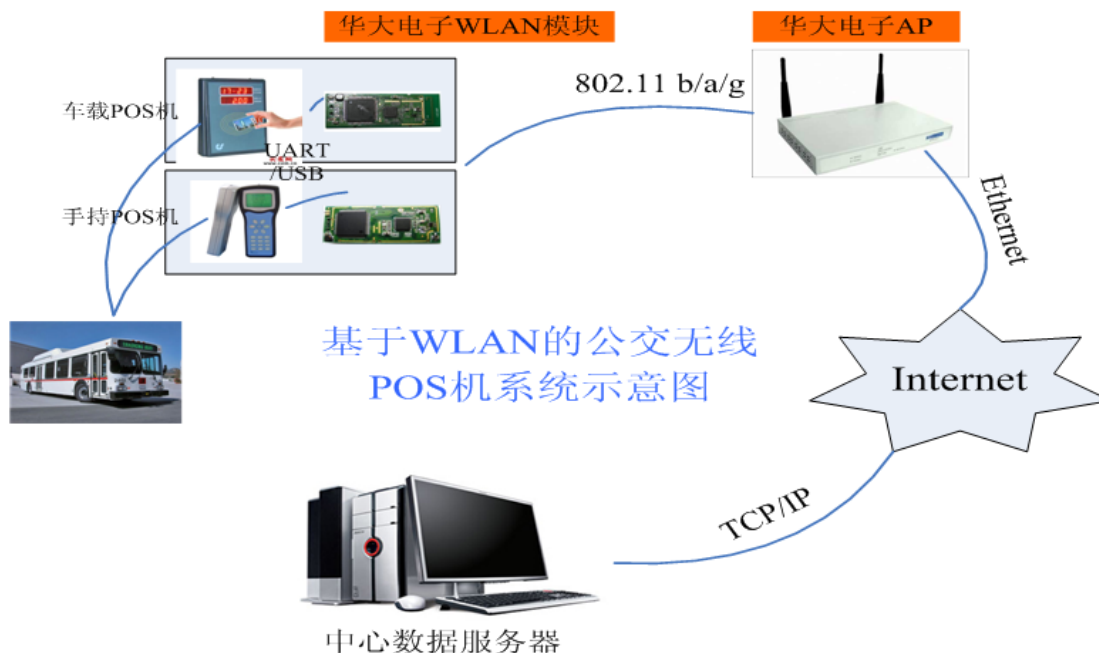 华大电子WLAN模块
华大电子AP
802.11 b/a/g
车载POS机
UART
/USB
手持POS机
Ethernet
基于WLAN的公交无线
POS机系统示意图
Internet
TCP/IP
中心数据服务器